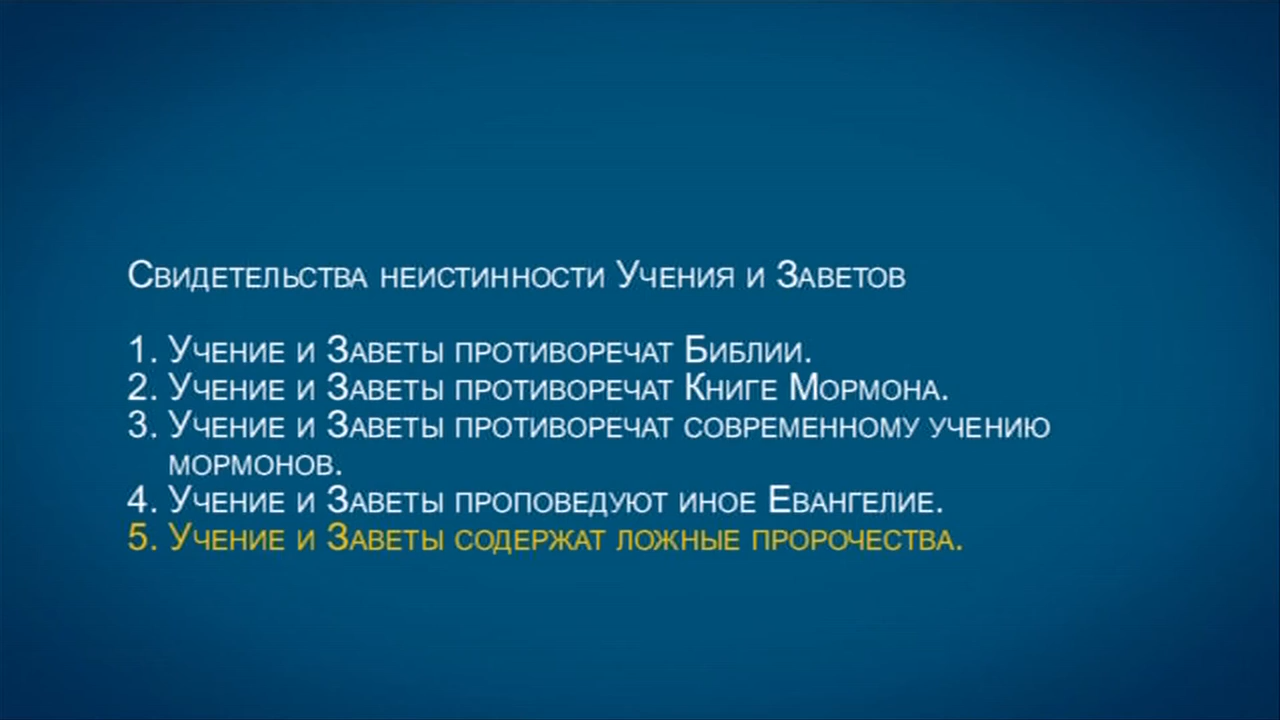 Свидетельства неистинности Учения и Заветов
1. Учение и Заветы противоречат Библии.
2. Учение и Заветы противоречат Книге Мормона.
3. Учение и Заветы противоречат современному учению
мормонов.
4. Учение и Заветы проповедуют иное Евангелие.
5. Учение и Заветы содержат ложные пророчества.